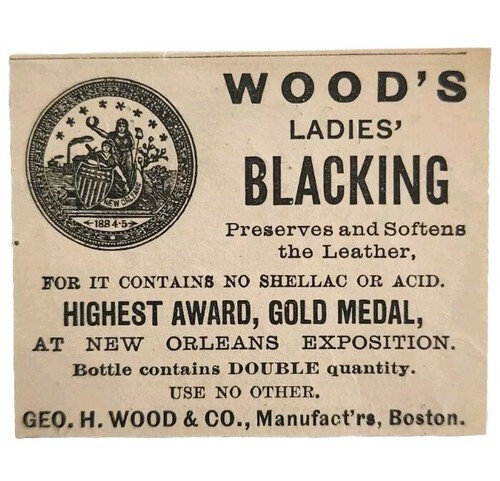 WOOD'S
LADIES'
BLACKING
Preserves and Softens
the Leather,
NEW ORLEANS
1884-5
FOR IT CONTAINS NO SHELLAC OR ACID.
HIGHEST AWARD, GOLD MEDAL,
AT NEW ORLEANS EXPOSITION.
Bottle contains DOUBLE quantity.
USE NO OTHER.
GEO. H. WOOD & CO., Manufact'rs, Boston.